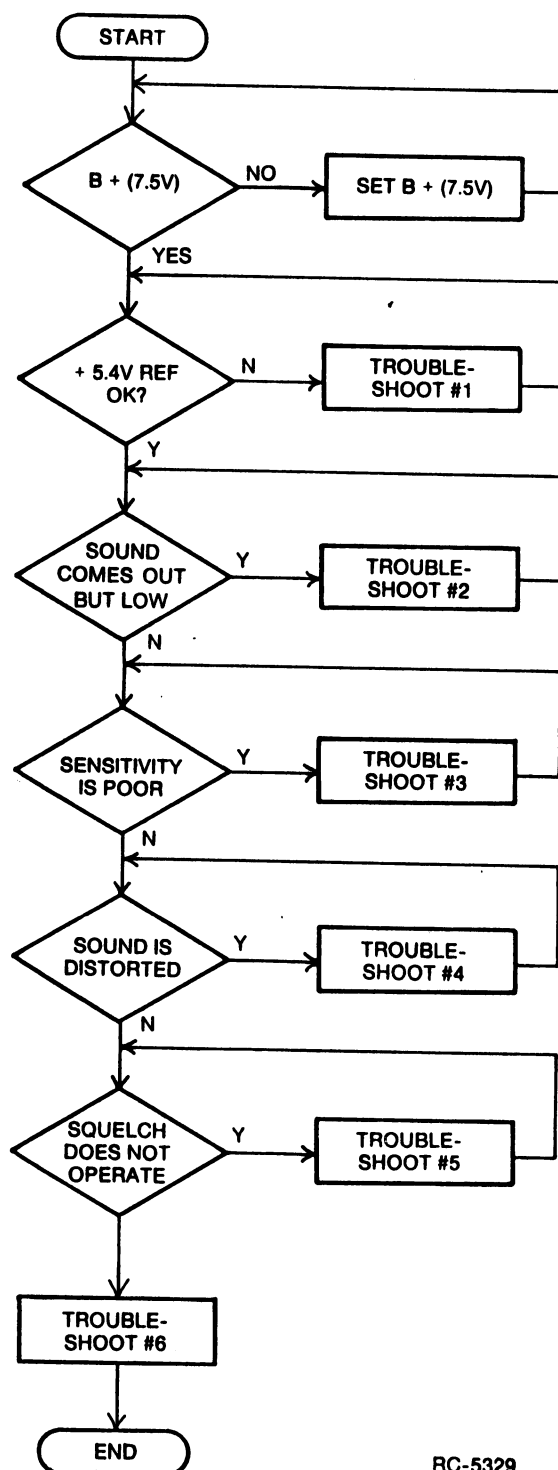 START
B + (7.5V)
NO
SET B + (7.5V)
YES
+ 5.4V REF
OK?
N
TROUBLE-
SHOOT #1
Y
SOUND
COMES OUT
BUT LOW
Y
TROUBLE-
SHOOT #2
N
SENSITIVITY
IS POOR
Y
TROUBLE-
SHOOT #3
N
SOUND IS
DISTORTED
Y
TROUBLE-
SHOOT #4
N
SQUELCH
DOES NOT
OPERATE
Y
TROUBLE-
SHOOT #5
TROUBLE-
SHOOT #6
END
RC-5329